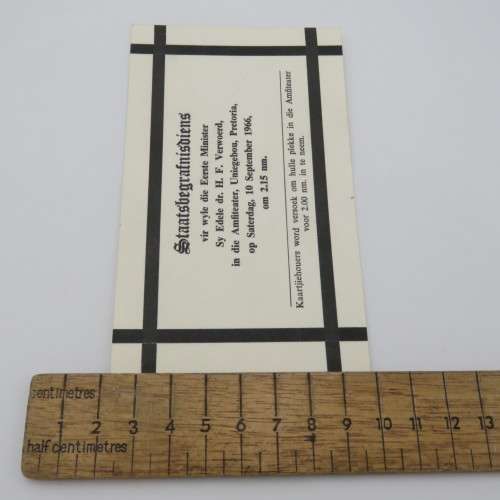 Staatsbegrafnisdiens
vir wyle die Eerste Minister
Sy Edele dr. H. F. Verwoerd,
in die Amfiteater, Uniegebou, Pretoria,
op Saterdag, 10 September 1966,
om 2.15 nm.
Kaartjiehouers word versoek om hulle plekke in die Amfiteater
voor 2.00 nm. in te neem.
centimetres
1 2 3 4 5 6 7 8 9 10 11 12 13
half centimetres